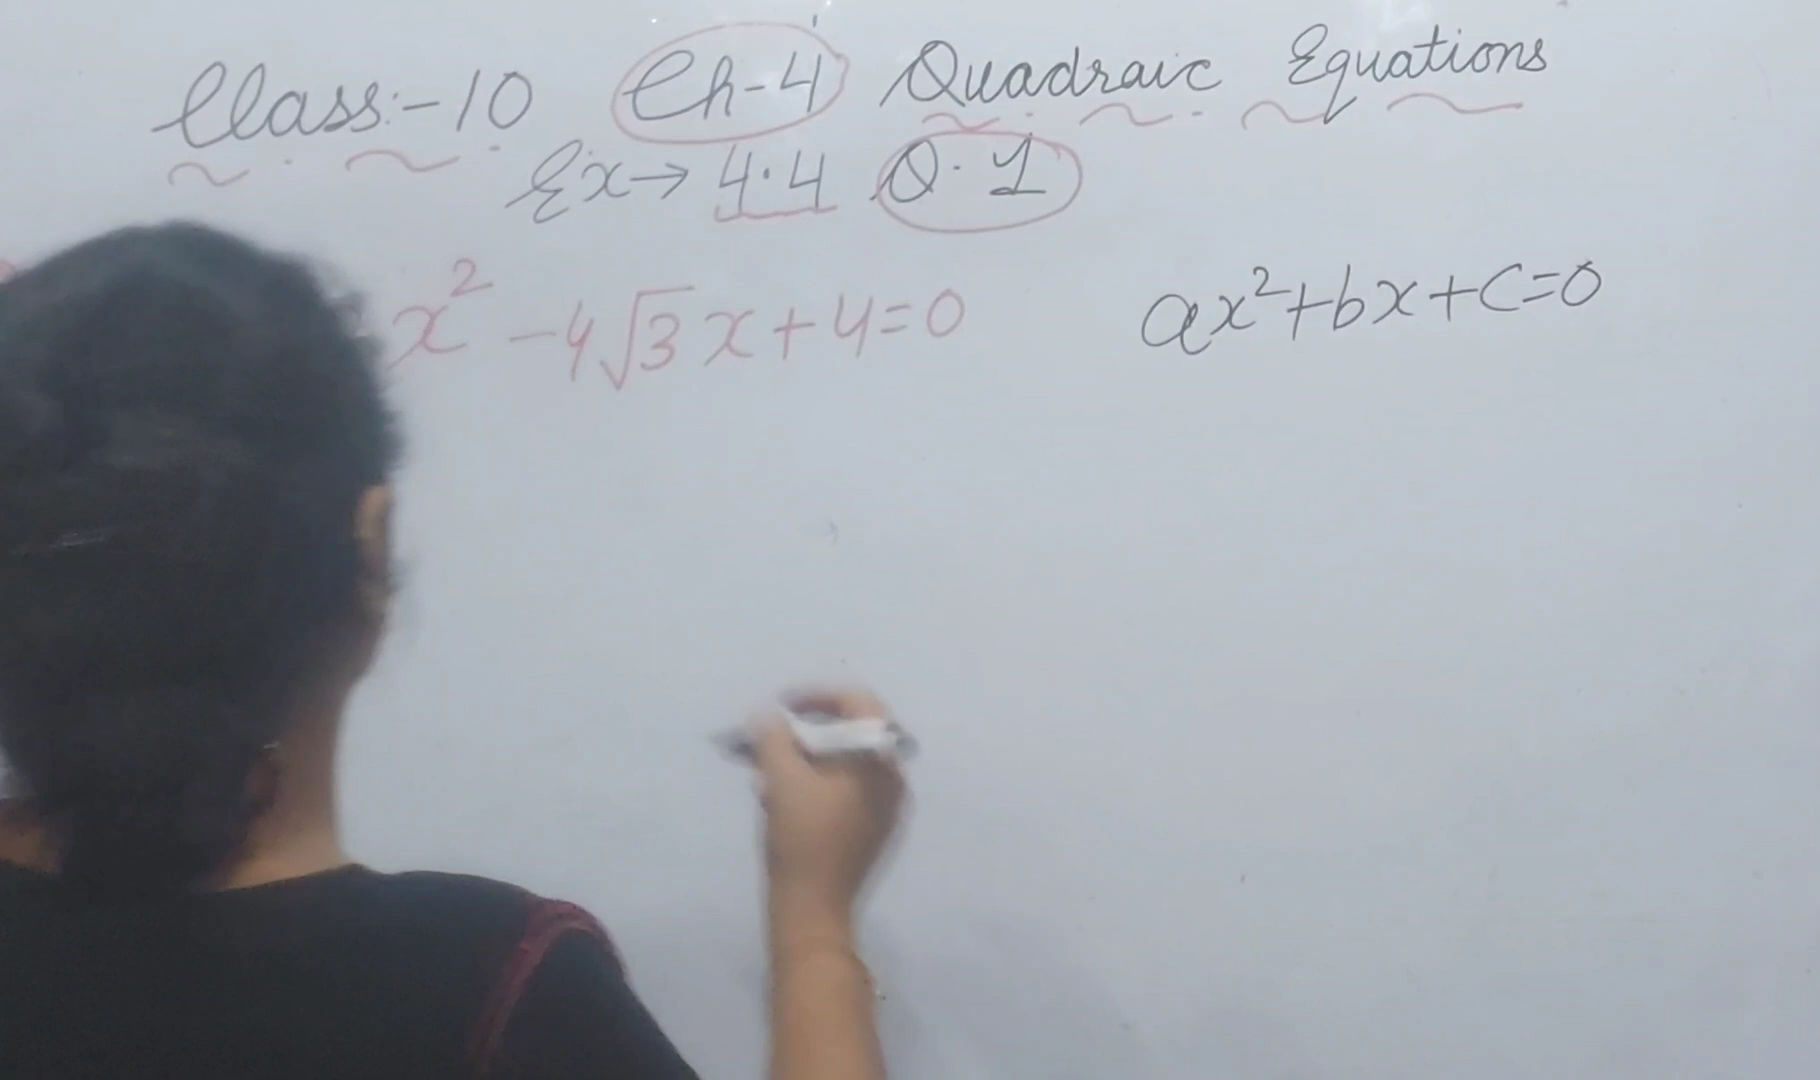 Class:-10 Ch-4 Quadraic Equations
Ex→ 4.4 Q.1
x² -4√3x+4=0 ax²+bx+c=0